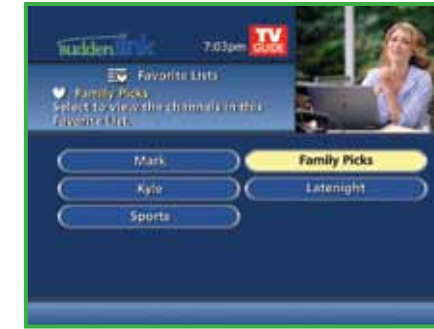 suddenlink 7:03pm TV GUIDE
Favorite Lists
Family Picks
Select to view the channels in this
Favorite List.
Mark Family Picks
Kyle Latenight
Sports